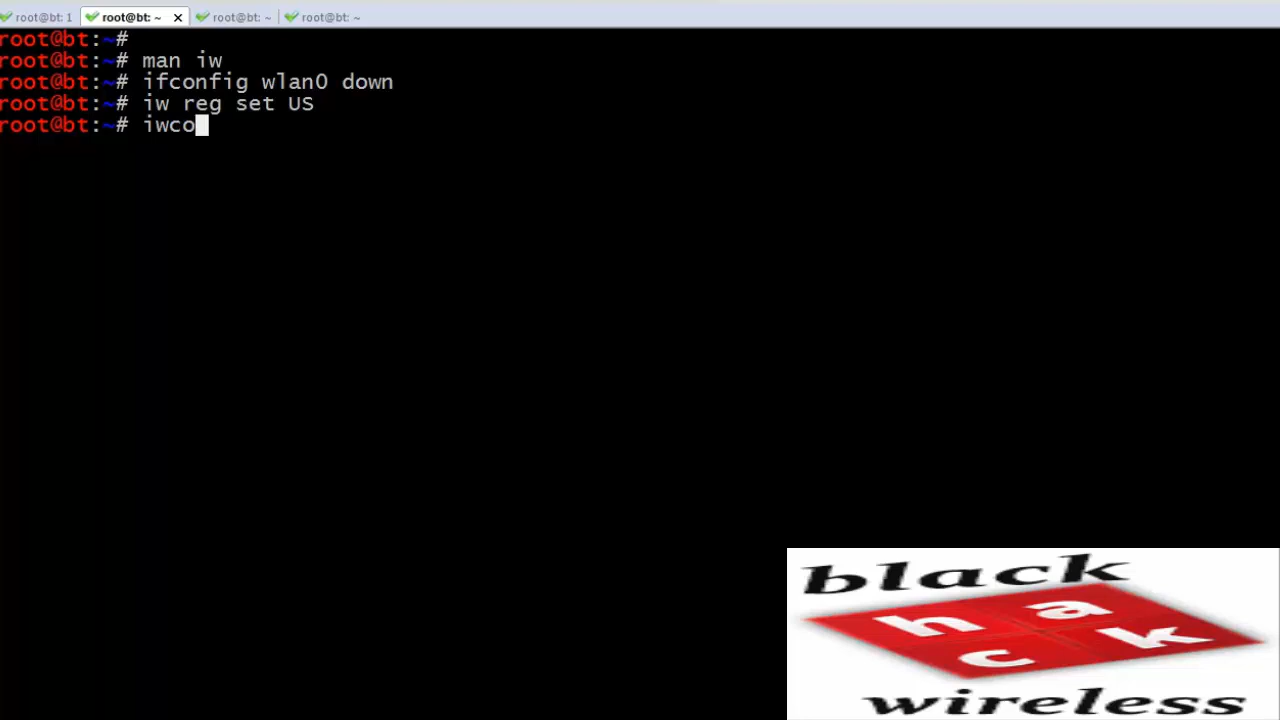 root@bt: 1 root@bt: ~ root@bt: ~ root@bt: ~
root@bt:~#
root@bt:~# man iw
root@bt:~# ifconfig wlan0 down
root@bt:~# iw reg set US
root@bt:~# iwco
black
hack
wireless